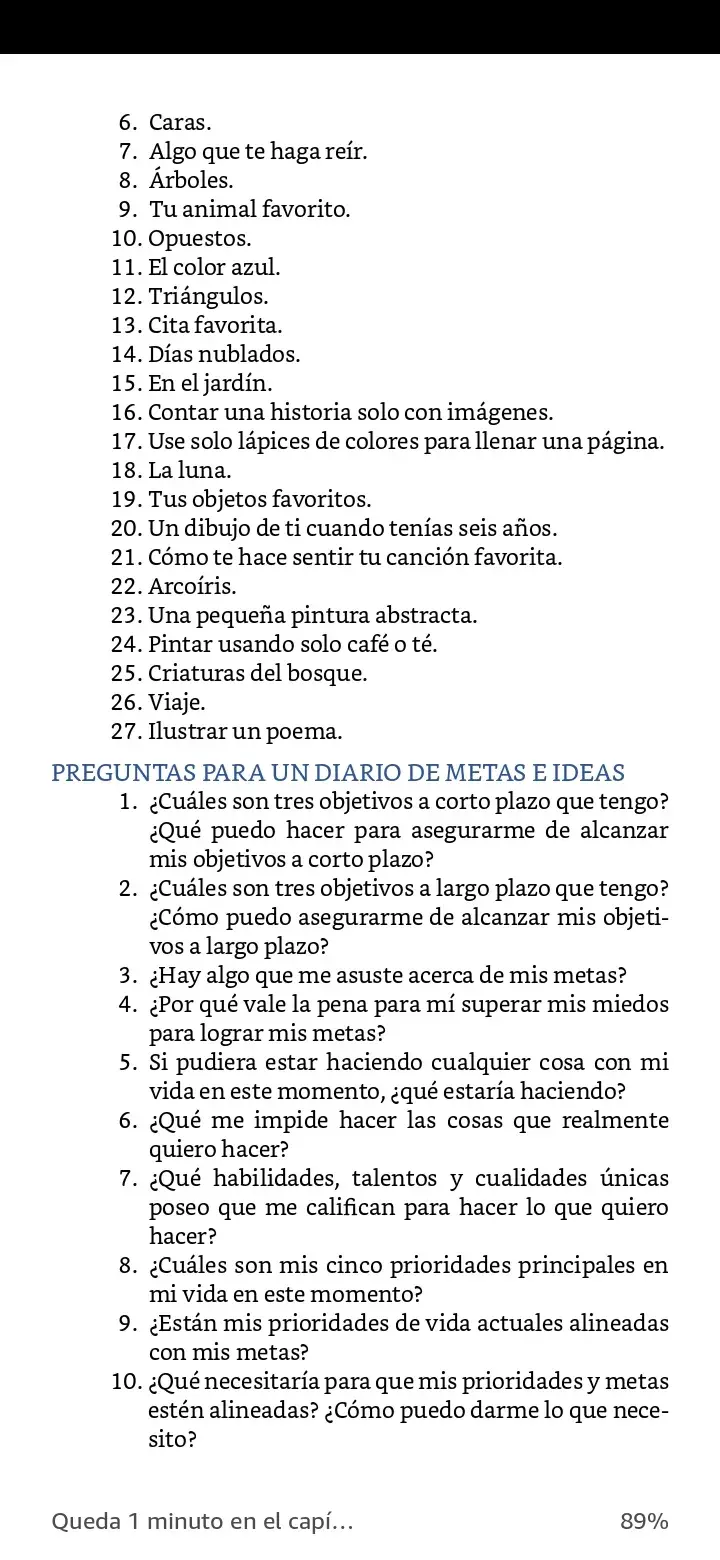 6. Caras.
7. Algo que te haga reír.
8. Árboles.
9. Tu animal favorito.
10. Opuestos.
11. El color azul.
12. Triángulos.
13. Cita favorita.
14. Días nublados.
15. En el jardín.
16. Contar una historia solo con imágenes.
17. Use solo lápices de colores para llenar una página.
18. La luna.
19. Tus objetos favoritos.
20. Un dibujo de ti cuando tenías seis años.
21. Cómo te hace sentir tu canción favorita.
22. Arcoíris.
23. Una pequeña pintura abstracta.
24. Pintar usando solo café o té.
25. Criaturas del bosque.
26. Viaje.
27. Ilustrar un poema.
PREGUNTAS PARA UN DIARIO DE METAS E IDEAS
1. ¿Cuáles son tres objetivos a corto plazo que tengo?
¿Qué puedo hacer para asegurarme de alcanzar
mis objetivos a corto plazo?
2. ¿Cuáles son tres objetivos a largo plazo que tengo?
¿Cómo puedo asegurarme de alcanzar mis objeti-
vos a largo plazo?
3. ¿Hay algo que me asuste acerca de mis metas?
4. ¿Por qué vale la pena para mí superar mis miedos
para lograr mis metas?
5. Si pudiera estar haciendo cualquier cosa con mi
vida en este momento, ¿qué estaría haciendo?
6. ¿Qué me impide hacer las cosas que realmente
quiero hacer?
7. ¿Qué habilidades, talentos y cualidades únicas
poseo que me califican para hacer lo que quiero
hacer?
8. ¿Cuáles son mis cinco prioridades principales en
mi vida en este momento?
9. ¿Están mis prioridades de vida actuales alineadas
con mis metas?
10. ¿Qué necesitaría para que mis prioridades y metas
estén alineadas? ¿Cómo puedo darme lo que nece-
sito?
Queda 1 minuto en el capí... 89%